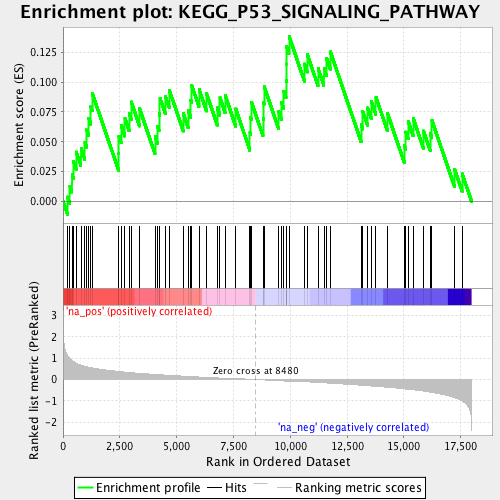 Enrichment plot: KEGG_P53_SIGNALING_PATHWAY
Enrichment score (ES)
0.125
0.100
0.075
0.050
0.025
0.000
'na_pos' (positively correlated)
Ranked list metric (PreRanked)
3
2
1
0
-1
-2
Zero cross at 8480
'na_neg' (negatively correlated)
0
2,500
5,000
7,500
10,000
12,500
15,000
17,500
Rank in Ordered Dataset
Enrichment profile
Hits
Ranking metric scores